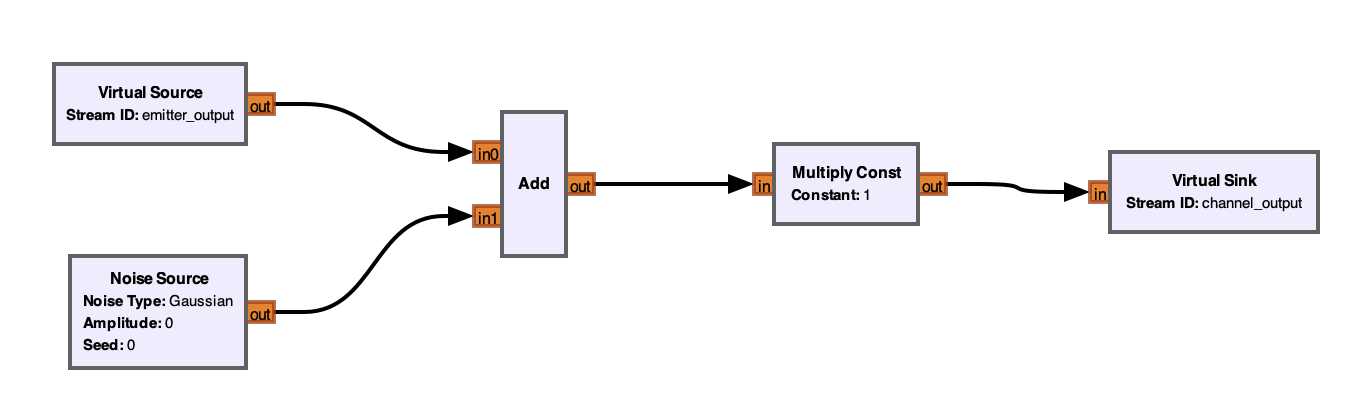 Virtual Source
Stream ID: emitter_output
out
in0
in1
Add
out
Noise Source
Noise Type: Gaussian
Amplitude: 0
Seed: 0
out
in
Multiply Const
Constant: 1
out
in
Virtual Sink
Stream ID: channel_output